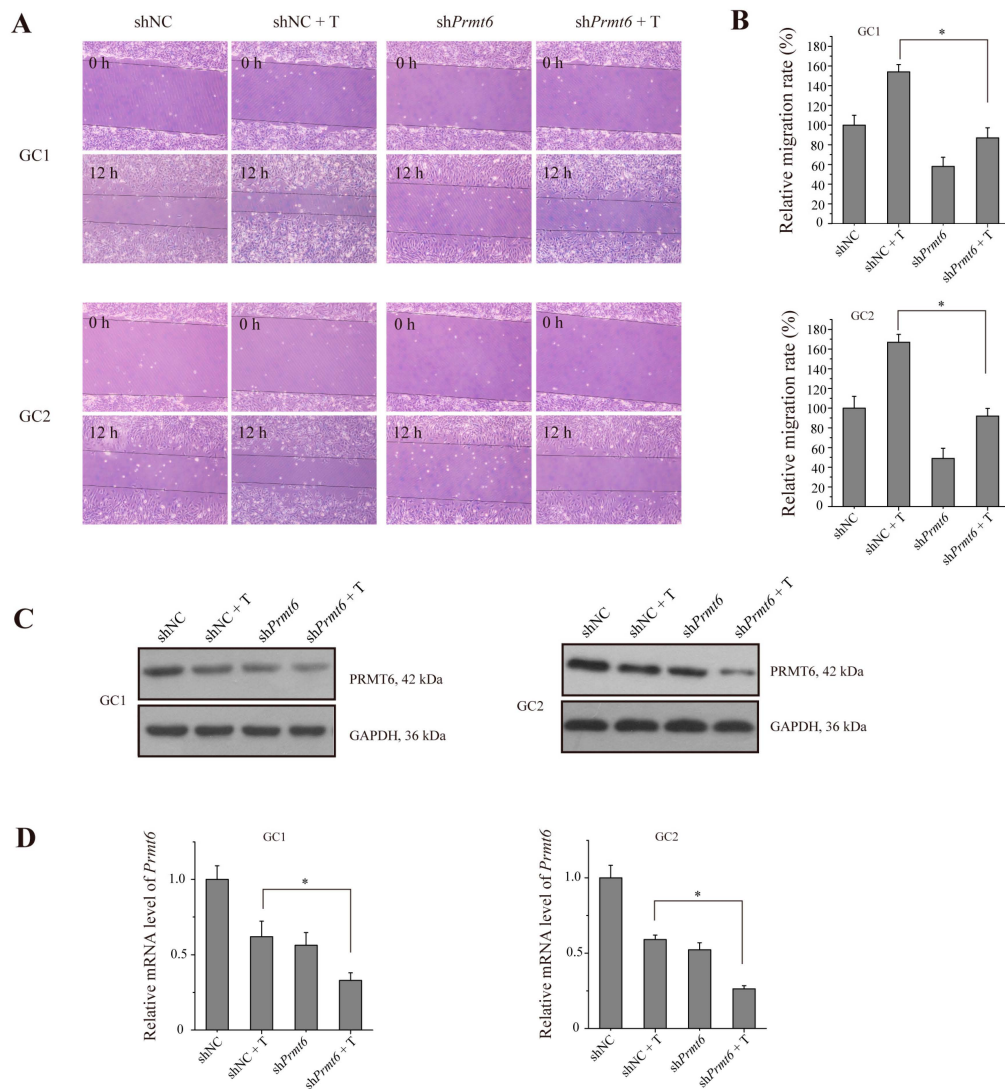 A
shNC
shNC + T
shPrmt6
shPrmt6 + T
GC1
0 h
0 h
0 h
0 h
12 h
12 h
12 h
12 h
GC2
0 h
0 h
0 h
0 h
12 h
12 h
12 h
12 h
B
GC1
*
Relative migration rate (%)
180
160
140
120
100
80
60
40
20
0
shNC
shNC + T
shPrmt6
shPrmt6 + T
GC2
*
Relative migration rate (%)
180
160
140
120
100
80
60
40
20
0
shNC
shNC + T
shPrmt6
shPrmt6 + T
C
shNC
shNC + T
shPrmt6
shPrmt6 + T
GC1
PRMT6, 42 kDa
GAPDH, 36 kDa
shNC
shNC + T
shPrmt6
shPrmt6 + T
GC2
PRMT6, 42 kDa
GAPDH, 36 kDa
D
GC1
*
Relative mRNA level of Prmt6
1.0
0.5
0
shNC
shNC + T
shPrmt6
shPrmt6 + T
GC2
*
Relative mRNA level of Prmt6
1.0
0.5
0
shNC
shNC + T
shPrmt6
shPrmt6 + T